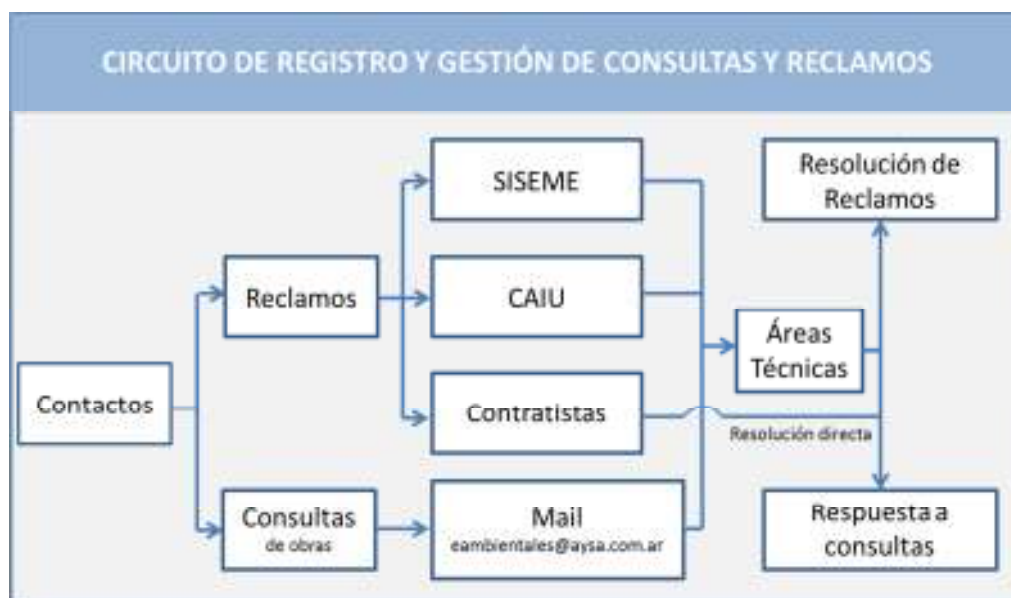 CIRCUITO DE REGISTRO Y GESTIÓN DE CONSULTAS Y RECLAMOS
Contactos
Reclamos
Consultas
de obras
SISEME
CAIU
Contratistas
Mail
eambientales@aysa.com.ar
Áreas
Técnicas
Resolución directa
Resolución de
Reclamos
Respuesta a
consultas